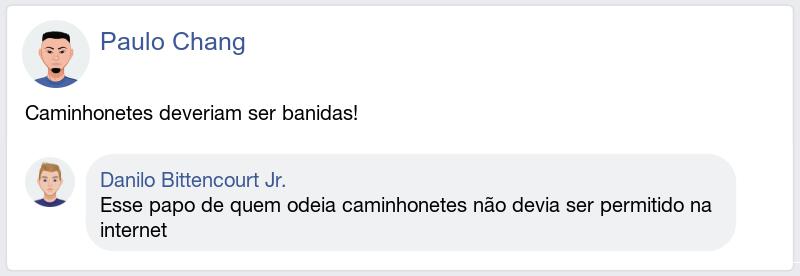 Paulo Chang
Caminhonetes deveriam ser banidas!
Danilo Bittencourt Jr.
Esse papo de quem odeia caminhonetes não devia ser permitido na
internet